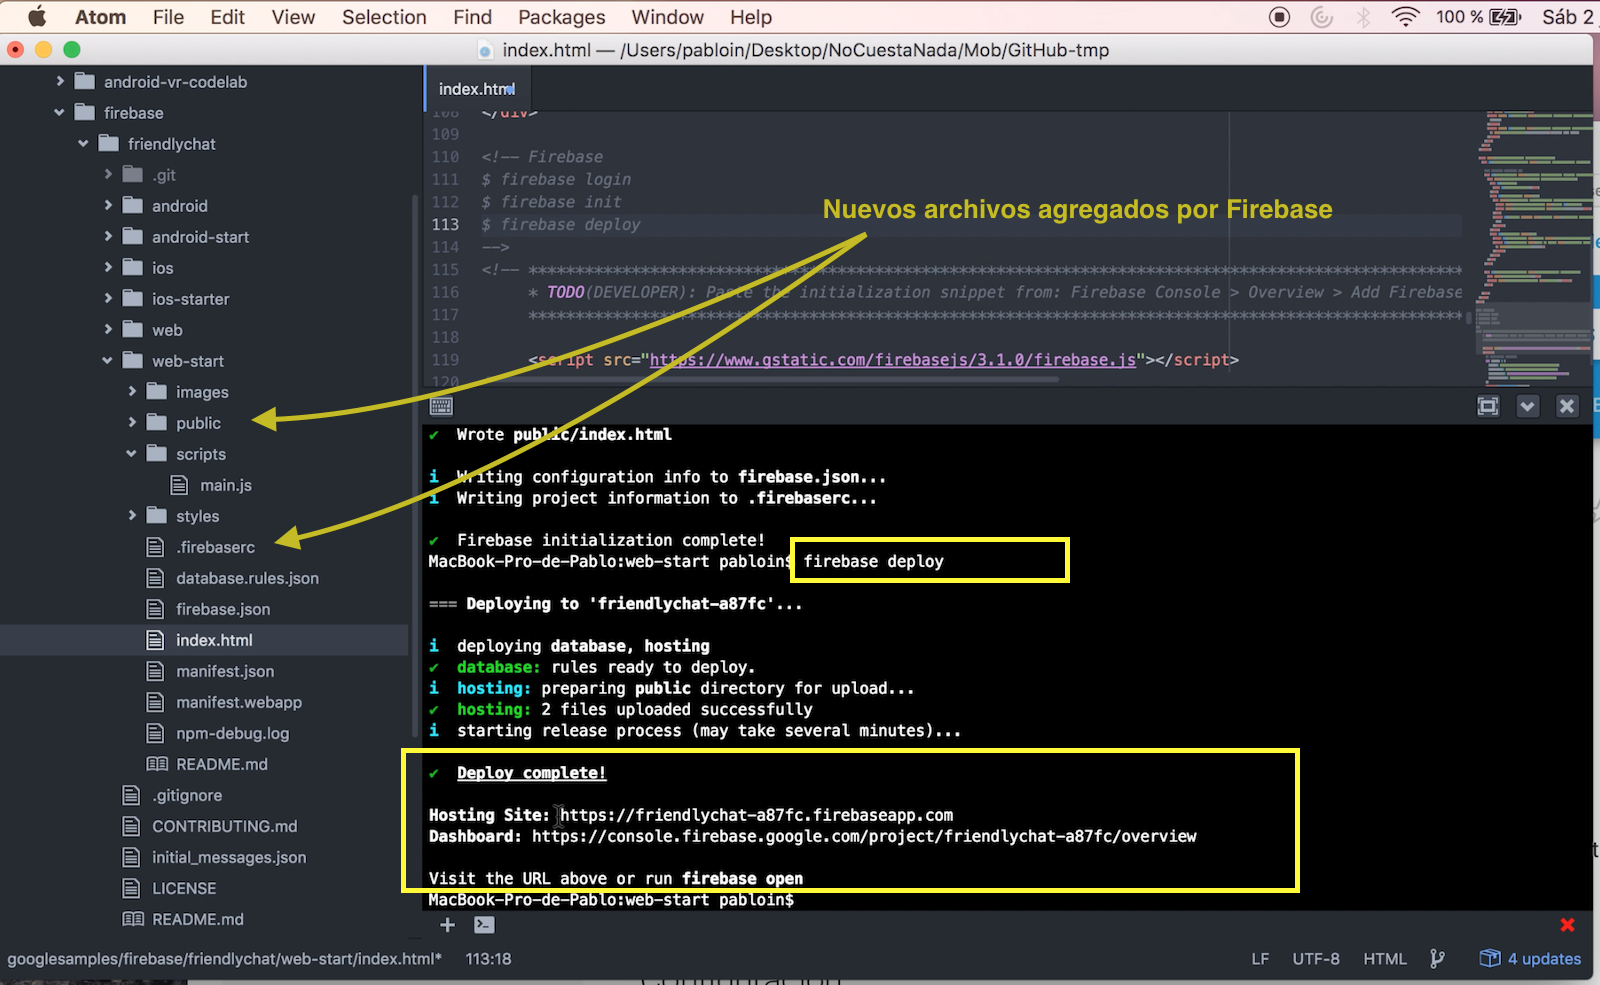 Atom File Edit View Selection Find Packages Window Help 100 % Sáb 2
index.html — /Users/pabloin/Desktop/NoCuestaNada/Mob/GitHub-tmp
android-vr-codelab
firebase
friendlychat
.git
android
android-start
ios
ios-starter
web
web-start
images
public
scripts
main.js
styles
.firebaserc
database.rules.json
firebase.json
index.html
manifest.json
manifest.webapp
npm-debug.log
README.md
.gitignore
CONTRIBUTING.md
initial_messages.json
LICENSE
README.md
index.html
108 </div>
109
110 <!-- Firebase
111 $ firebase login
112 $ firebase init
113 $ firebase deploy
114 -->
115 <!-- ****************************************************************************************************
116 * TODO(DEVELOPER): Paste the initialization snippet from: Firebase Console > Overview > Add Firebase
117 ****************************************************************************************************
118
119 <script src="https://www.gstatic.com/firebasejs/3.1.0/firebase.js"></script>
120
Nuevos archivos agregados por Firebase
✔ Wrote public/index.html
i Writing configuration info to firebase.json...
i Writing project information to .firebaserc...
✔ Firebase initialization complete!
MacBook-Pro-de-Pablo:web-start pabloin$ firebase deploy
=== Deploying to 'friendlychat-a87fc'...
i deploying database, hosting
✔ database: rules ready to deploy.
i hosting: preparing public directory for upload...
✔ hosting: 2 files uploaded successfully
i starting release process (may take several minutes)...
✔ Deploy complete!
Hosting Site: https://friendlychat-a87fc.firebaseapp.com
Dashboard: https://console.firebase.google.com/project/friendlychat-a87fc/overview
Visit the URL above or run firebase open
MacBook-Pro-de-Pablo:web-start pabloin$
googlesamples/firebase/friendlychat/web-start/index.html* 113:18 LF UTF-8 HTML 4 updates